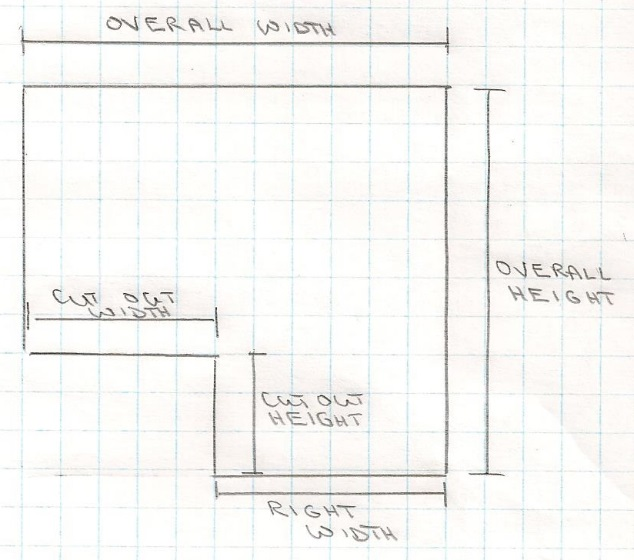 OVERALL WIDTH
OVERALL
HEIGHT
CUT OUT
WIDTH
CUT OUT
HEIGHT
RIGHT
WIDTH